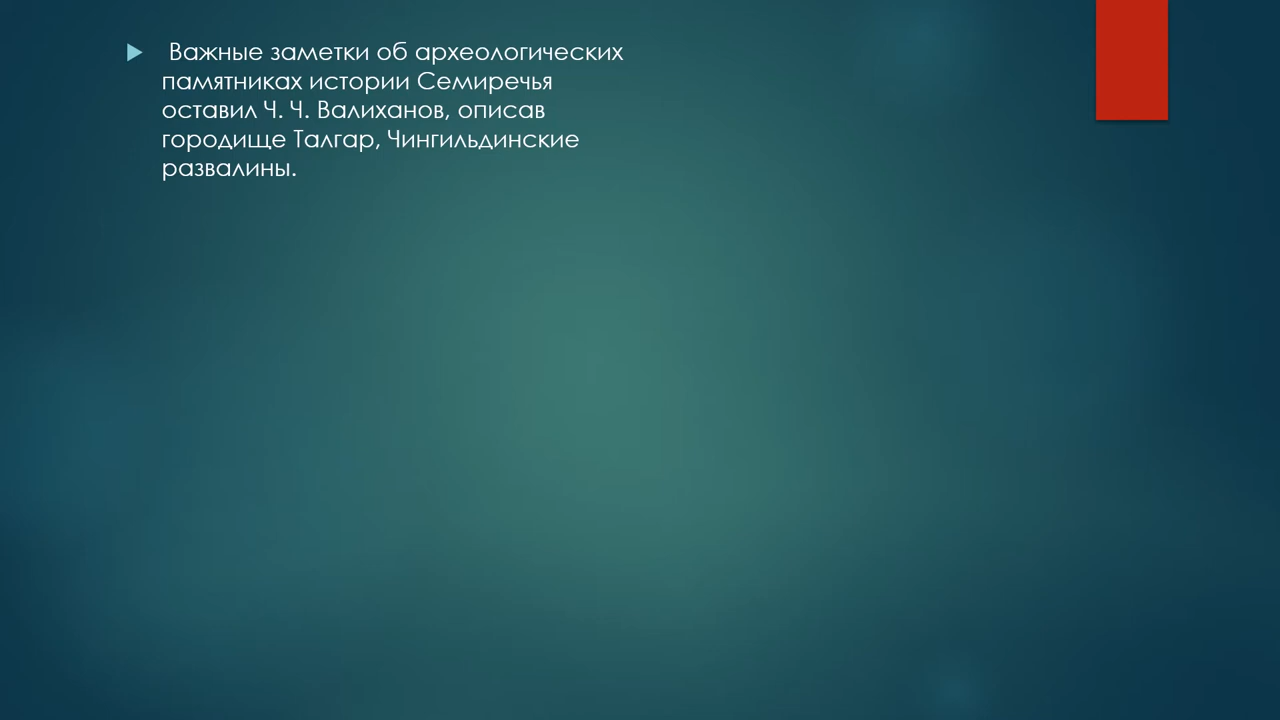 Важные заметки об археологических
памятниках истории Семиречья
оставил Ч. Ч. Валиханов, описав
городище Талгар, Чингильдинские
развалины.